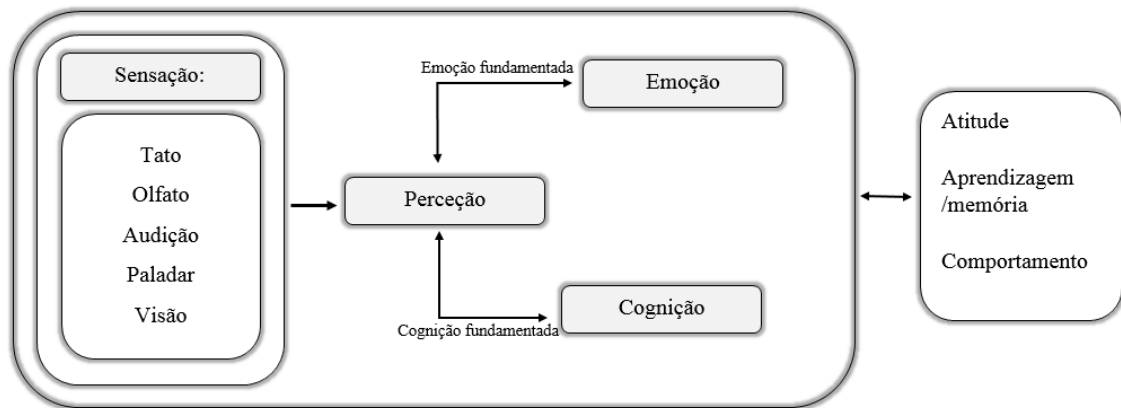 Sensação:
Tato
Olfato
Audição
Paladar
Visão
Perceção
Emoção fundamentada
Emoção
Cognição
Cognição fundamentada
Atitude
Aprendizagem
/memória
Comportamento